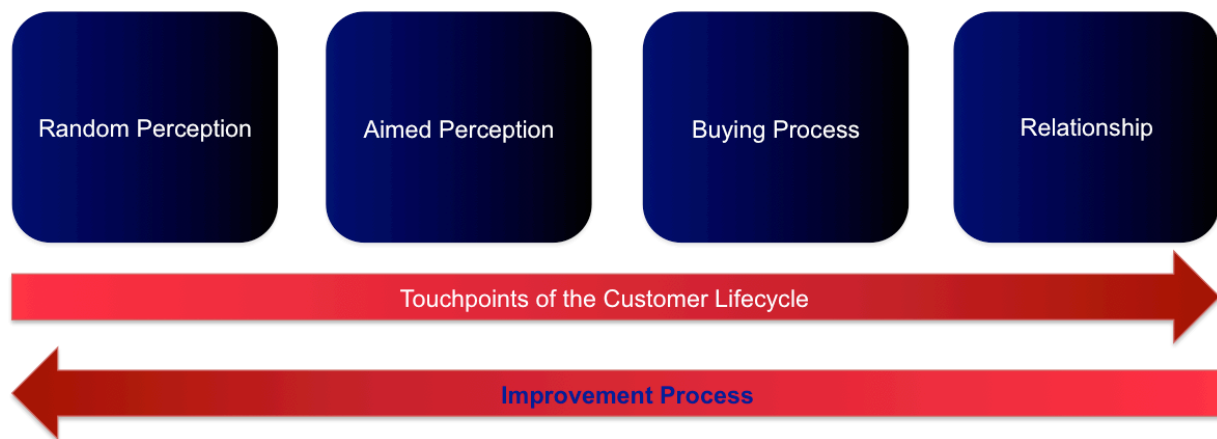 Random Perception
Aimed Perception
Buying Process
Relationship
Touchpoints of the Customer Lifecycle
Improvement Process